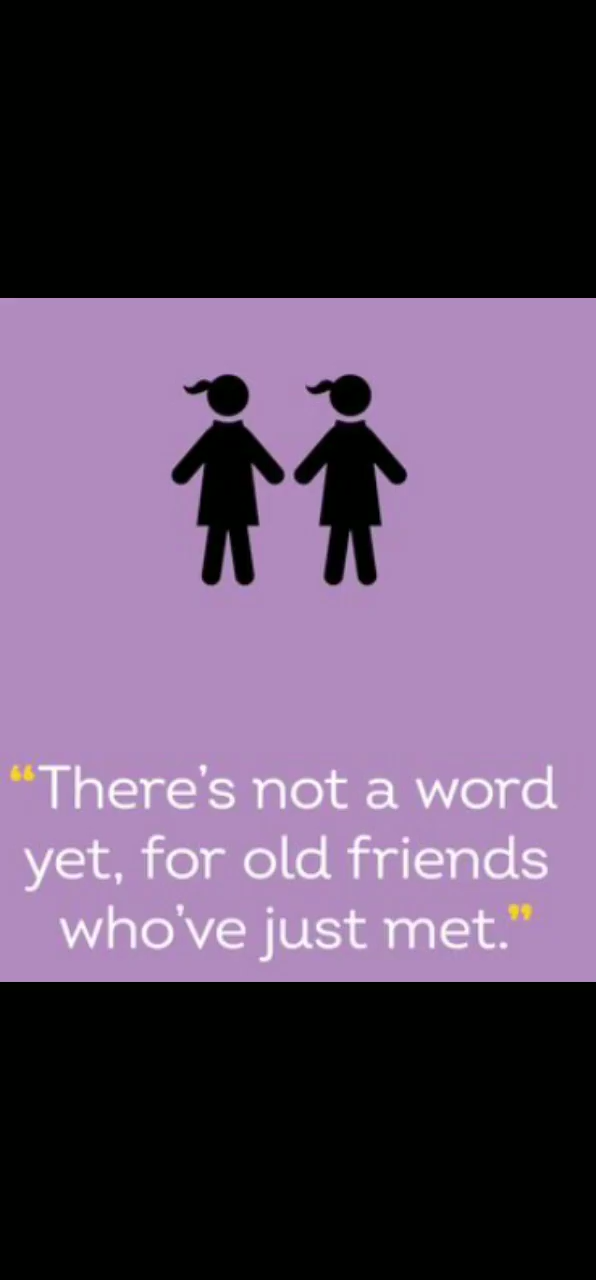 “There’s not a word
yet, for old friends
who’ve just met.”